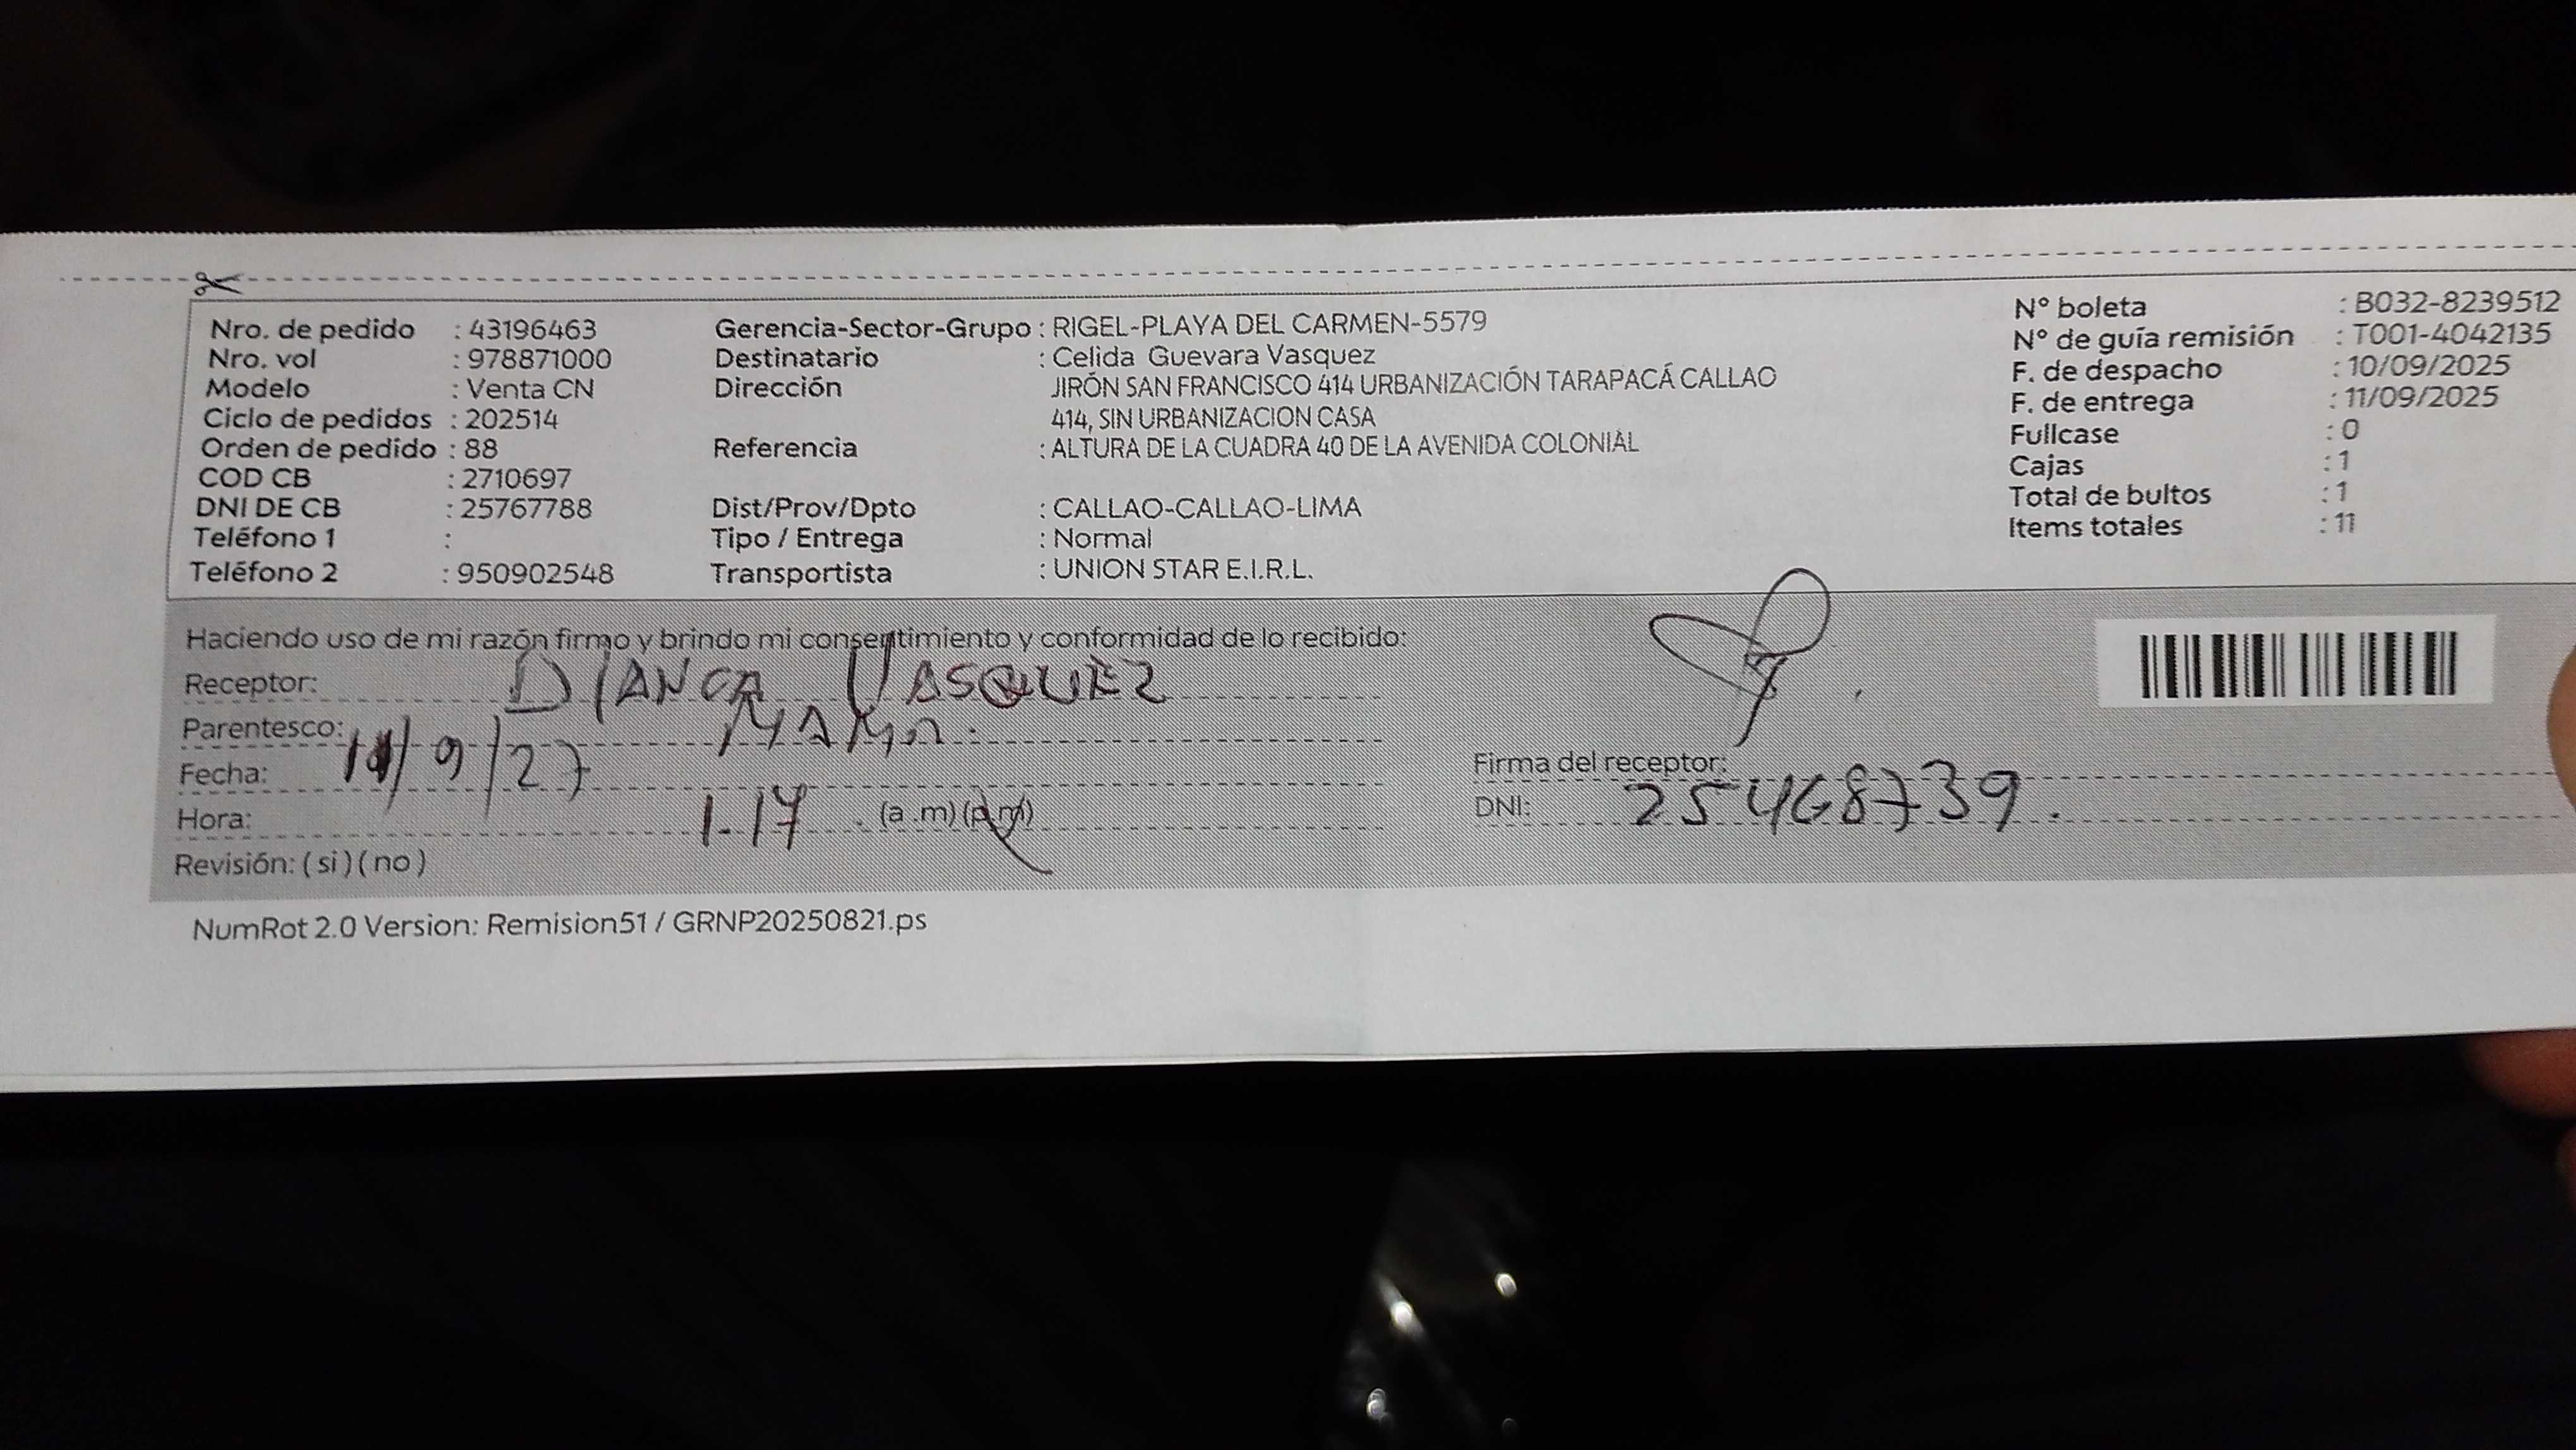 Nro. de pedido : 43196463 Gerencia-Sector-Grupo : RIGEL-PLAYA DEL CARMEN-5579 N° boleta : B032-8239512
Nro. vol : 978871000 Destinatario : Celida Guevara Vasquez N° de guía remisión : T001-4042135
Modelo : Venta CN Dirección JIRÓN SAN FRANCISCO 414 URBANIZACIÓN TARAPACÁ CALLAO F. de despacho : 10/09/2025
Ciclo de pedidos : 202514 414, SIN URBANIZACION CASA F. de entrega : 11/09/2025
Orden de pedido : 88 Referencia : ALTURA DE LA CUADRA 40 DE LA AVENIDA COLONIAL Fullcase : 0
COD CB : 2710697 Cajas : 1
DNI DE CB : 25767788 Dist/Prov/Dpto : CALLAO-CALLAO-LIMA Total de bultos : 1
Teléfono 1 : Tipo / Entrega : Normal Items totales : 11
Teléfono 2 : 950902548 Transportista : UNION STAR E.I.R.L.
Haciendo uso de mi razón firmo y brindo mi consentimiento y conformidad de lo recibido:
Receptor: DIANCA VASQUEZ
Parentesco: MAMA.
Fecha: 11/9/27 Firma del receptor:
Hora: 1.17 (a.m)(p.m) DNI: 25468739.
Revisión: (si)(no)
NumRot 2.0 Version: Remision51 / GRNP20250821.ps